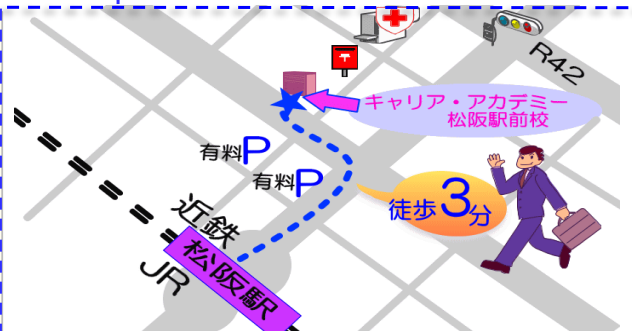 R42
キャリア・アカデミー
松阪駅前校
有料P
有料P
徒歩3分
近鉄
松阪駅
JR